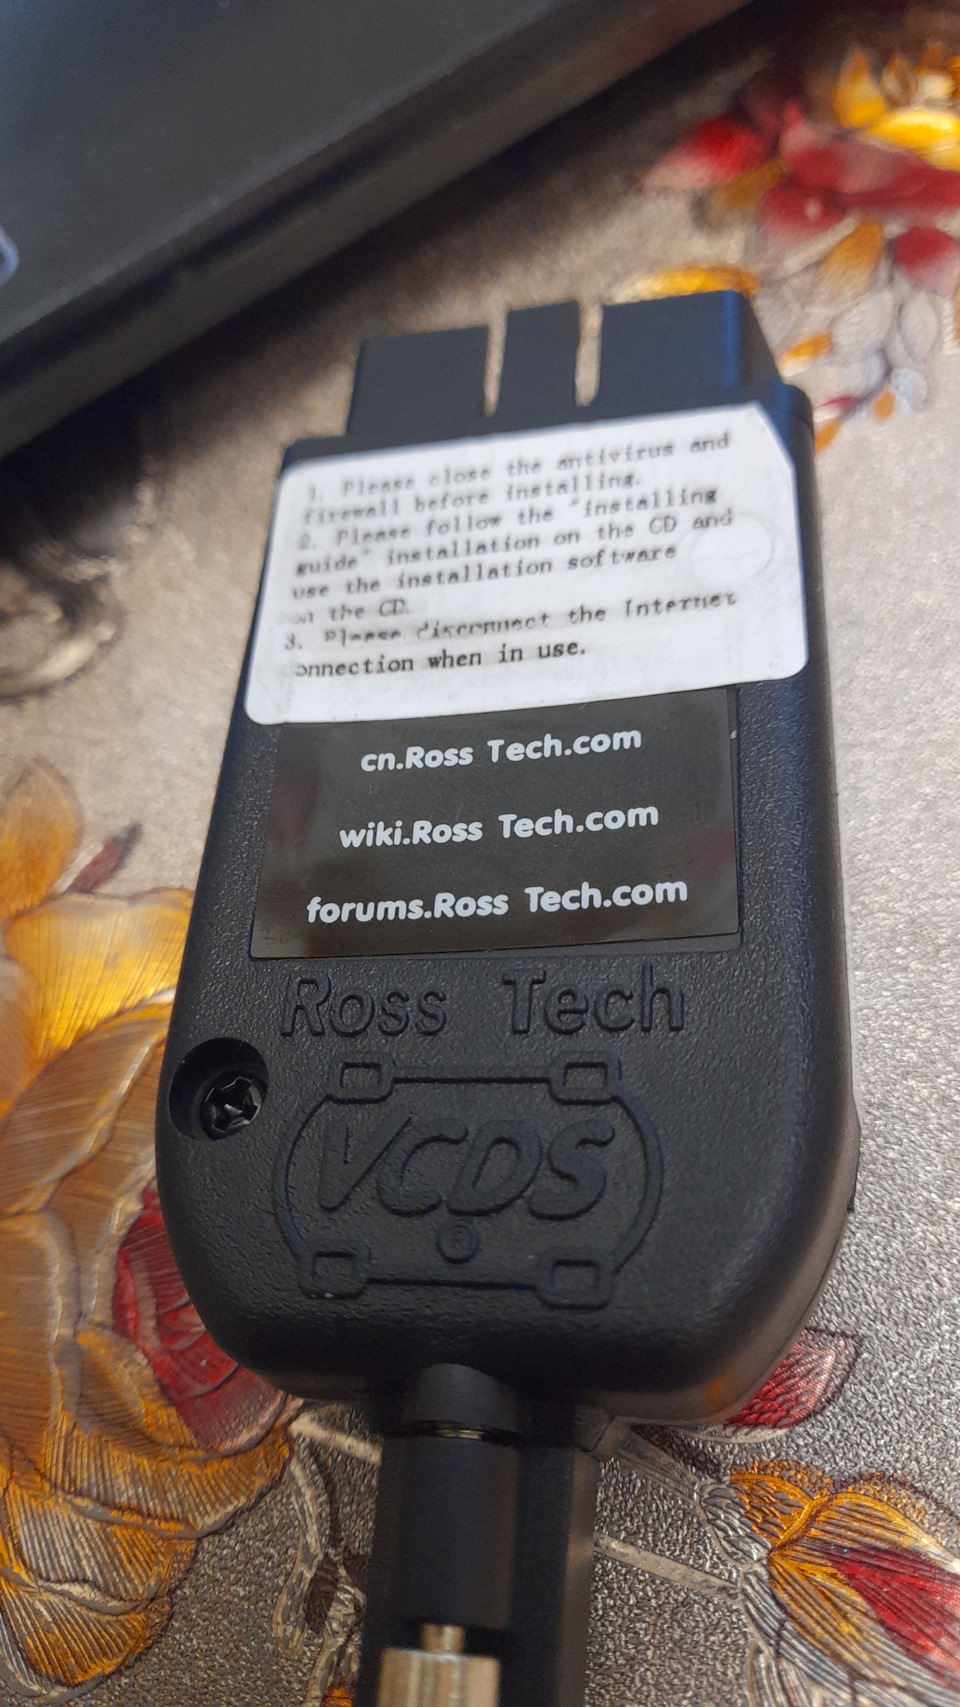 1. Please close the antivirus and
firewall before installing.
2. Please follow the "installing
guide" installation on the CD and
use the installation software
on the CD.
3. Please disconnect the Internet
onnection when in use.
cn.Ross Tech.com
wiki.Ross Tech.com
forums.Ross Tech.com
Ross Tech
VCDS